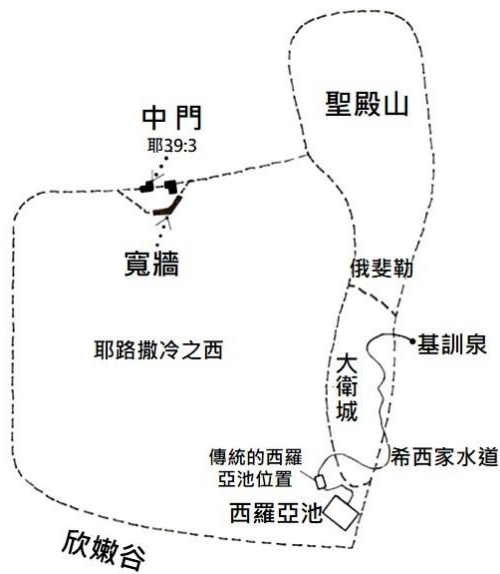 聖殿山
中門
耶39:3
寬牆
俄斐勒
耶路撒冷之西
基訓泉
大衛城
傳統的西羅
亞池位置
希西家水道
西羅亞池
欣嫩谷